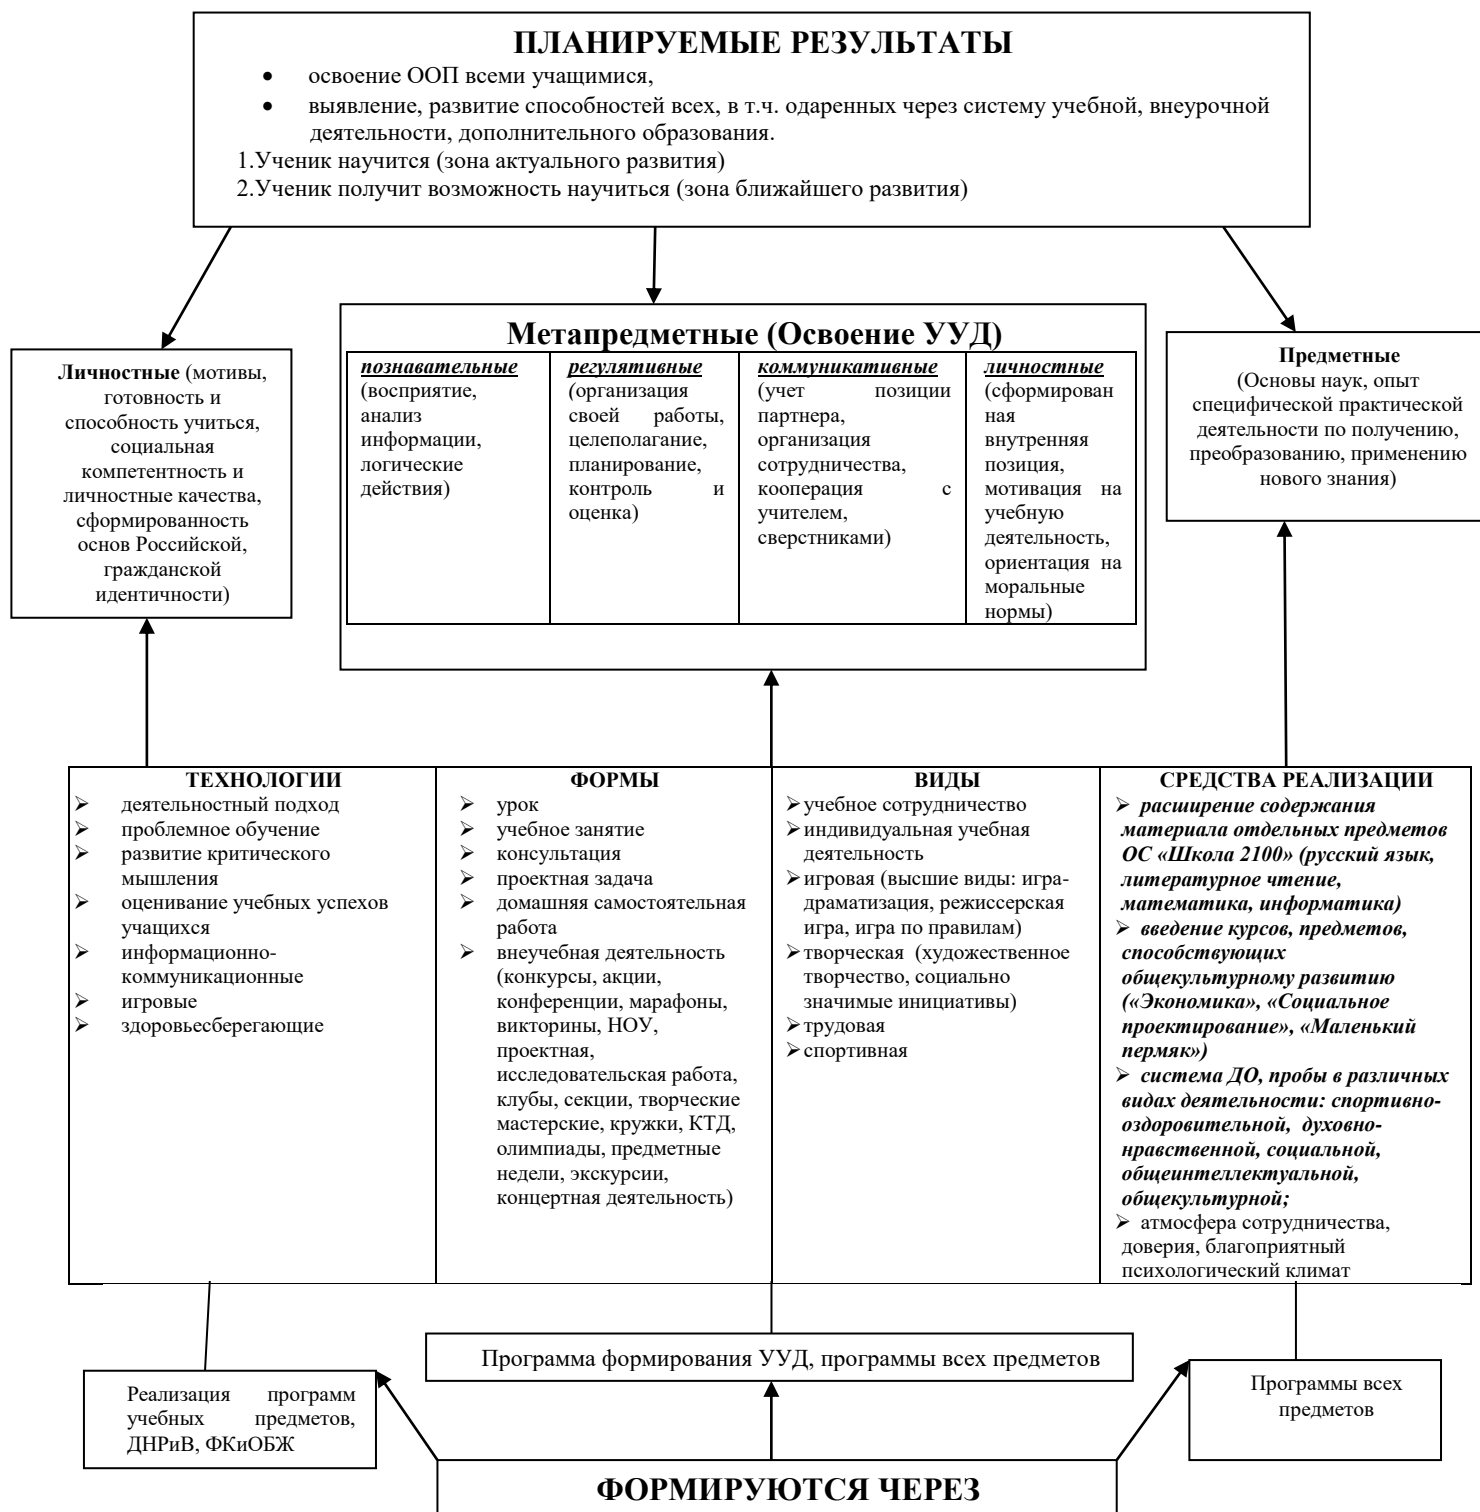 ПЛАНИРУЕМЫЕ РЕЗУЛЬТАТЫ
• освоение ООП всеми учащимися,
• выявление, развитие способностей всех, в т.ч. одаренных через систему учебной, внеурочной
деятельности, дополнительного образования.
1.Ученик научится (зона актуального развития)
2.Ученик получит возможность научиться (зона ближайшего развития)
Личностные (мотивы,
готовность и
способность учиться,
социальная
компетентность и
личностные качества,
сформированность
основ Российской,
гражданской
идентичности)
Метапредметные (Освоение УУД)
познавательные
(восприятие,
анализ
информации,
логические
действия)
регулятивные
(организация
своей работы,
целеполагание,
планирование,
контроль и
оценка)
коммуникативные
(учет позиции
партнера,
организация
сотрудничества,
кооперация с
учителем,
сверстниками)
личностные
(сформирован
ная
внутренняя
позиция,
мотивация на
учебную
деятельность,
ориентация на
моральные
нормы)
Предметные
(Основы наук, опыт
специфической практической
деятельности по получению,
преобразованию, применению
нового знания)
ТЕХНОЛОГИИ
➢ деятельностный подход
➢ проблемное обучение
➢ развитие критического
мышления
➢ оценивание учебных успехов
учащихся
➢ информационно-
коммуникационные
➢ игровые
➢ здоровьесберегающие
ФОРМЫ
➢ урок
➢ учебное занятие
➢ консультация
➢ проектная задача
➢ домашняя самостоятельная
работа
➢ внеучебная деятельность
(конкурсы, акции,
конференции, марафоны,
викторины, НОУ,
проектная,
исследовательская работа,
клубы, секции, творческие
мастерские, кружки, КТД,
олимпиады, предметные
недели, экскурсии,
концертная деятельность)
ВИДЫ
➢ учебное сотрудничество
➢ индивидуальная учебная
деятельность
➢ игровая (высшие виды: игра-
драматизация, режиссерская
игра, игра по правилам)
➢ творческая (художественное
творчество, социально
значимые инициативы)
➢ трудовая
➢ спортивная
СРЕДСТВА РЕАЛИЗАЦИИ
➢ расширение содержания
материала отдельных предметов
ОС «Школа 2100» (русский язык,
литературное чтение,
математика, информатика)
➢ введение курсов, предметов,
способствующих
общекультурному развитию
(«Экономика», «Социальное
проектирование», «Маленький
пермяк»)
➢ система ДО, пробы в различных
видах деятельности: спортивно-
оздоровительной, духовно-
нравственной, социальной,
общеинтеллектуальной,
общекультурной;
➢ атмосфера сотрудничества,
доверия, благоприятный
психологический климат
Реализация программ
учебных предметов,
ДНРиВ, ФКиОБЖ
Программа формирования УУД, программы всех предметов
Программы всех
предметов
ФОРМИРУЮТСЯ ЧЕРЕЗ